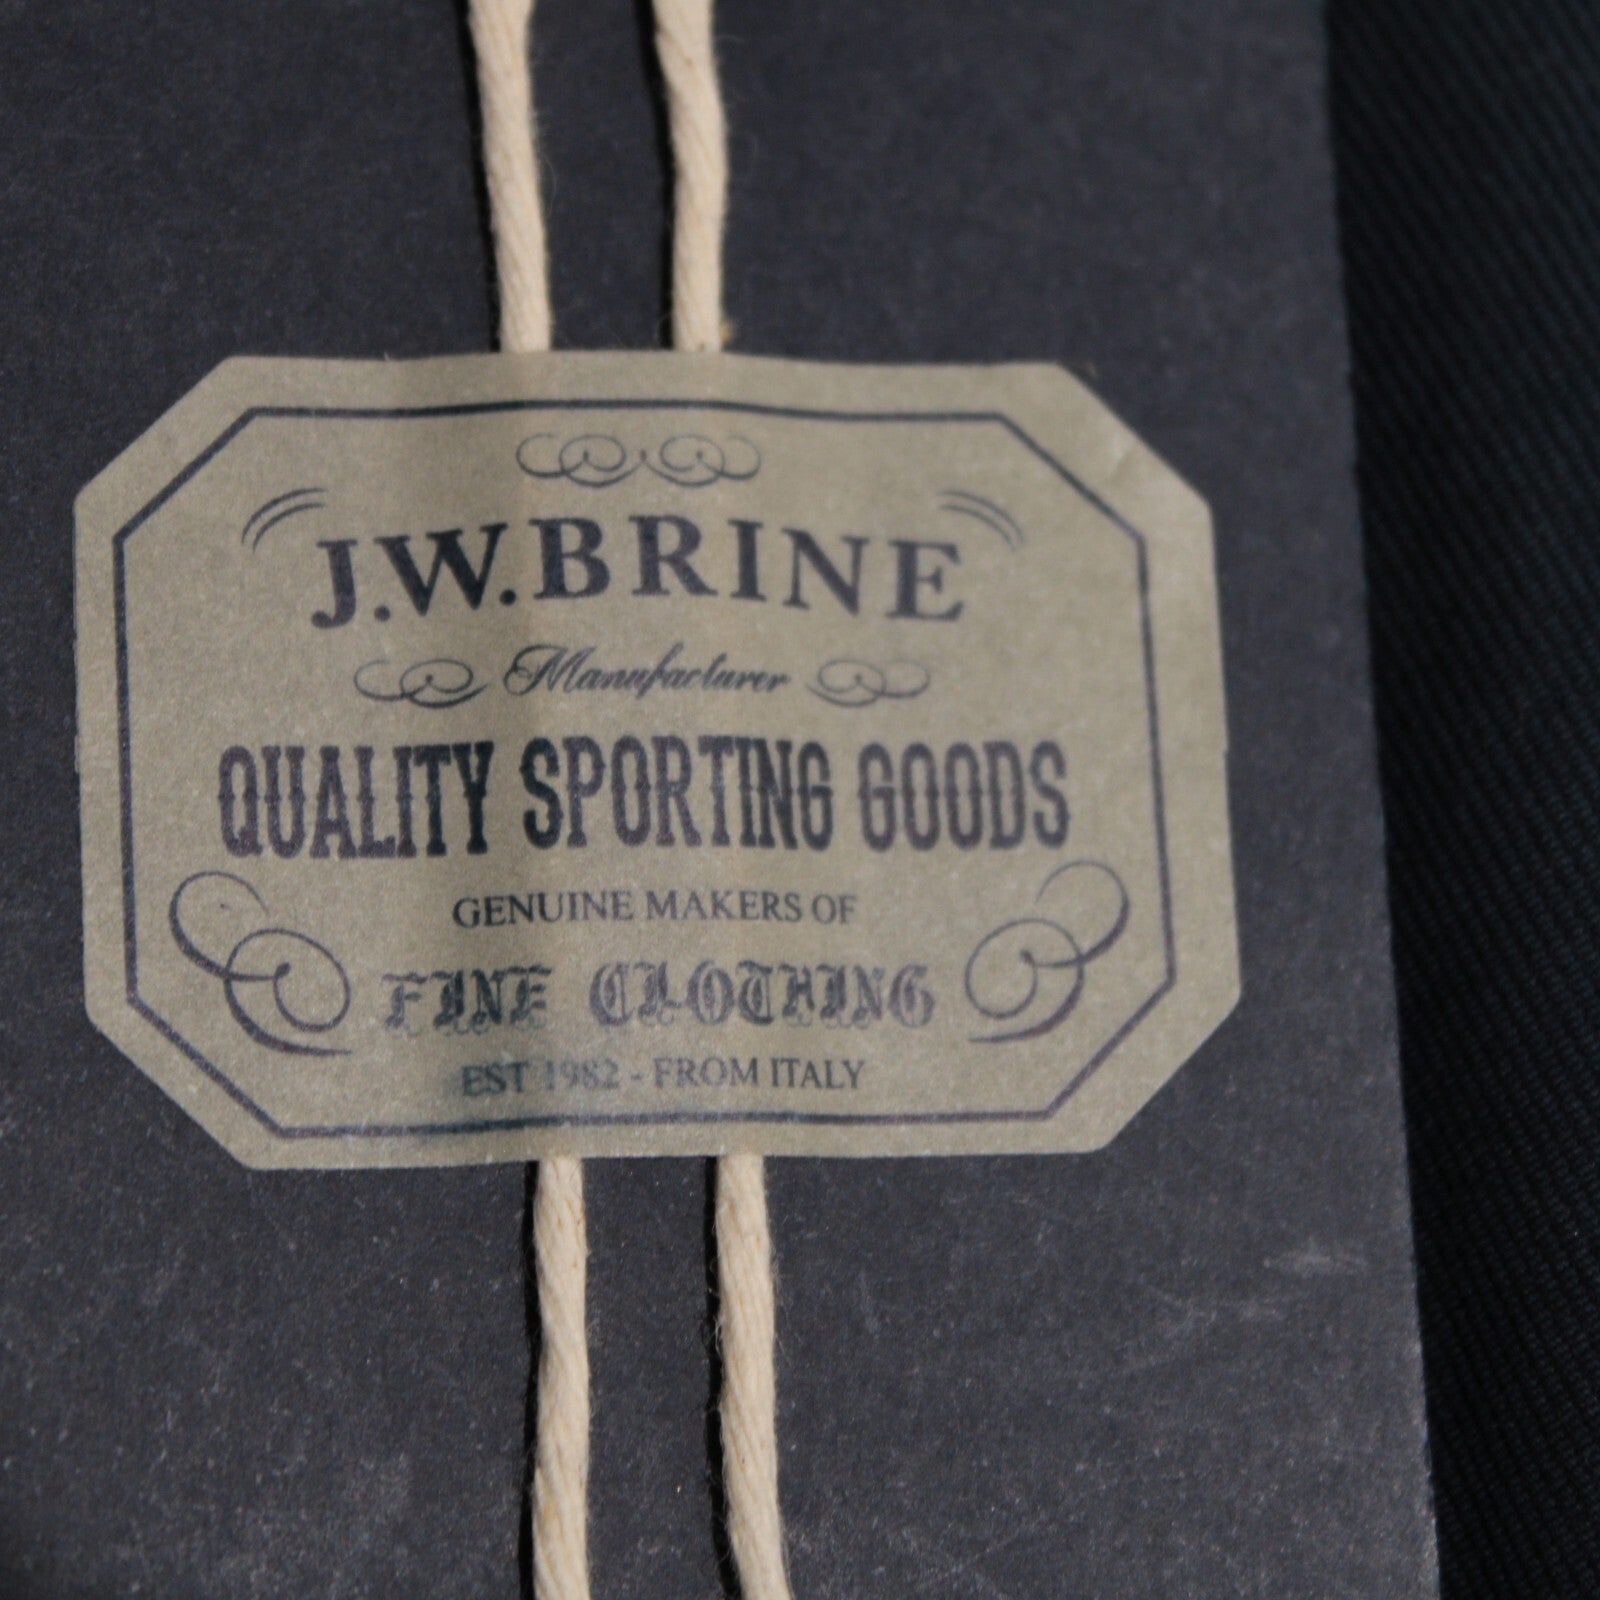 J.W.BRINE
Manufacturer
QUALITY SPORTING GOODS
GENUINE MAKERS OF
FINE CLOTHING
EST 1982 - FROM ITALY